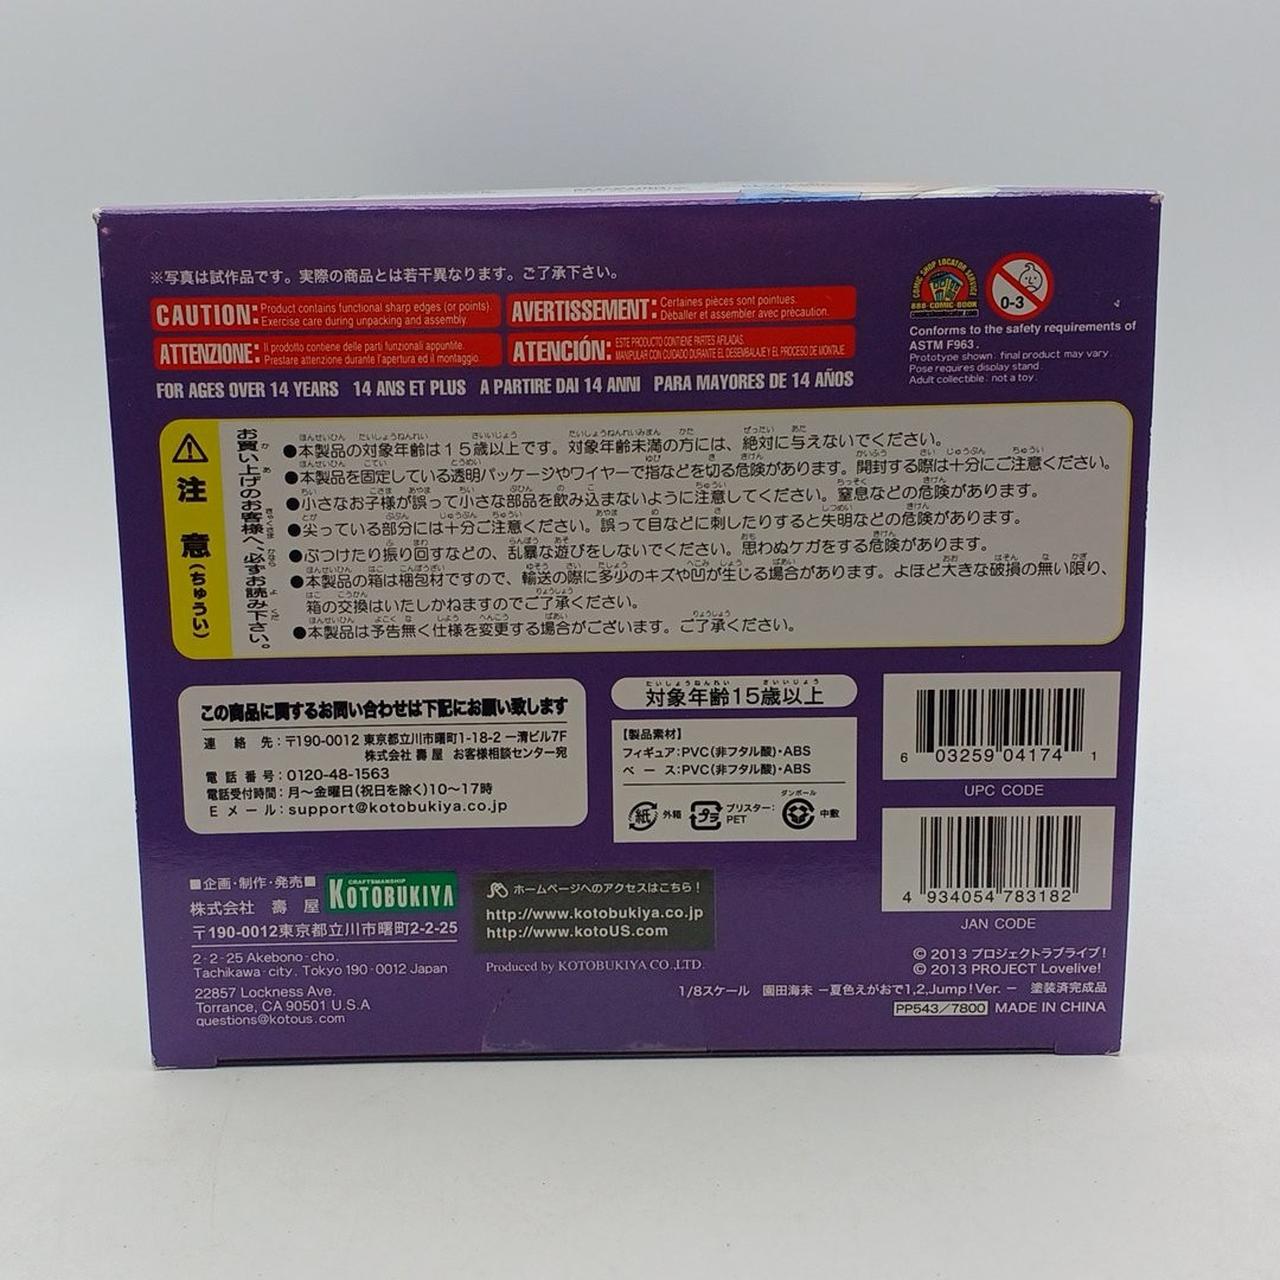 ※写真は試作品です。実際の商品とは若干異なります。ご了承下さい。
CAUTION: Product contains functional sharp edges (or points).
Exercise care during unpacking and assembly.
AVERTISSEMENT: Certaines pièces sont pointues.
Déballer et assembler avec précaution.
ATTENZIONE: Il prodotto contiene delle parti funzionali appuntite.
Prestare attenzione durante l'apertura ed il montaggio.
ATENCIÓN: ESTE PRODUCTO CONTIENE PARTES AFILADAS.
MANIPULAR CON CUIDADO DURANTE EL DESEMBALAJE Y EL PROCESO DE MONTAJE
FOR AGES OVER 14 YEARS 14 ANS ET PLUS A PARTIRE DAI 14 ANNI PARA MAYORES DE 14 AÑOS
COMIC SHOP LOCATOR SERVICE
888-COMIC-BOOK
comicshoplocator.com
0-3
Conforms to the safety requirements of
ASTM F963.
Prototype shown: final product may vary.
Pose requires display stand.
Adult collectible: not a toy.
注意(ちゅうい)
お買い上げのお客様へ、必ずお読み下さい。
●本製品の対象年齢は15歳以上です。対象年齢未満の方には、絶対に与えないでください。
●本製品を固定している透明パッケージやワイヤーで指などを切る危険があります。開封する際は十分にご注意ください。
●小さなお子様が誤って小さな部品を飲み込まないように注意してください。窒息などの危険があります。
●尖っている部分には十分ご注意ください。誤って目などに刺したりすると失明などの危険があります。
●ぶつけたり振り回すなどの、乱暴な遊びをしないでください。思わぬケガをする危険があります。
●本製品の箱は梱包材ですので、輸送の際に多少のキズや凹が生じる場合があります。よほど大きな破損の無い限り、
箱の交換はいたしかねますのでご了承ください。
●本製品は予告無く仕様を変更する場合がございます。ご了承ください。
この商品に関するお問い合わせは下記にお願い致します
連絡先:〒190-0012 東京都立川市曙町1-18-2 一清ビル7F
株式会社 壽屋 お客様相談センター宛
電話番号:0120-48-1563
電話受付時間:月〜金曜日(祝日を除く)10〜17時
Eメール:support@kotobukiya.co.jp
対象年齢15歳以上
【製品素材】
フィギュア:PVC(非フタル酸)・ABS
ベース:PVC(非フタル酸)・ABS
紙 外箱 プラ ブリスター:
PET
ダンボール 中敷
6 03259 04174 1
UPC CODE
4 934054 783182
JAN CODE
■企画・制作・発売■
CRAFTSMANSHIP
KOTOBUKIYA
株式会社 壽屋
〒190-0012東京都立川市曙町2-2-25
2-2-25 Akebono-cho,
Tachikawa-city, Tokyo 190-0012 Japan
22857 Lockness Ave.
Torrance, CA 90501 U.S.A
questions@kotous.com
ホームページへのアクセスはこちら!
http://www.kotobukiya.co.jp
http://www.kotoUS.com
Produced by KOTOBUKIYA CO.,LTD.
© 2013 プロジェクトラブライブ!
© 2013 PROJECT Lovelive!
1/8スケール 園田海未 −夏色えがおで1,2,Jump!Ver.− 塗装済完成品
PP543/7800 MADE IN CHINA